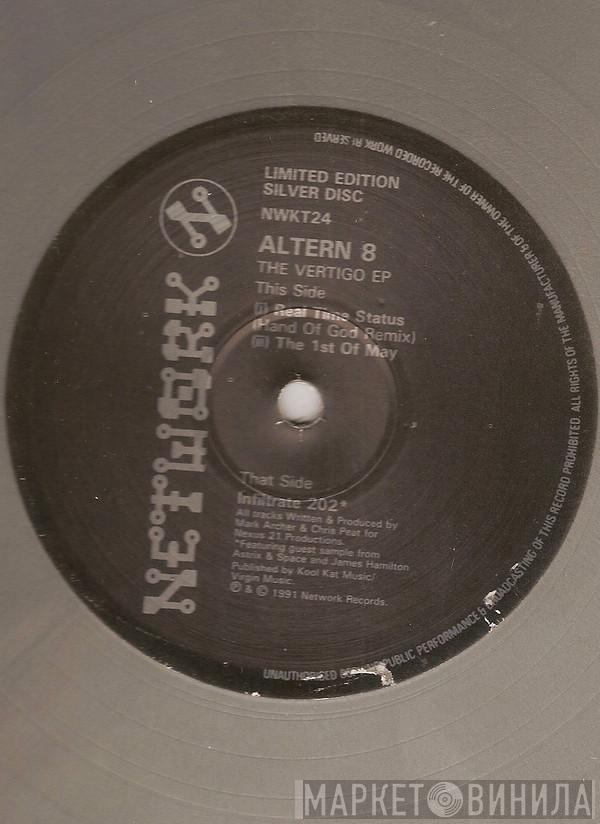 LIMITED EDITION
SILVER DISC
NWKT24
ALTERN 8
THE VERTIGO EP
This Side
(i) Real Time Status
(Hand Of God Remix)
(ii) The 1st Of May
That Side
Infiltrate 202*
All tracks Written & Produced by
Mark Archer & Chris Peat for
Nexus 21 Productions.
*Featuring guest sample from
Astrix & Space and James Hamilton
Published by Kool Kat Music/
Virgin Music.
℗ & © 1991 Network Records.
NETWORK N
UNAUTHORISED PUBLIC PERFORMANCE & BROADCASTING OF THIS RECORD PROHIBITED. ALL RIGHTS OF THE MANUFACTURER & OF THE OWNER OF THE RECORDED WORK RESERVED
МАРКЕТ ВИНИЛА